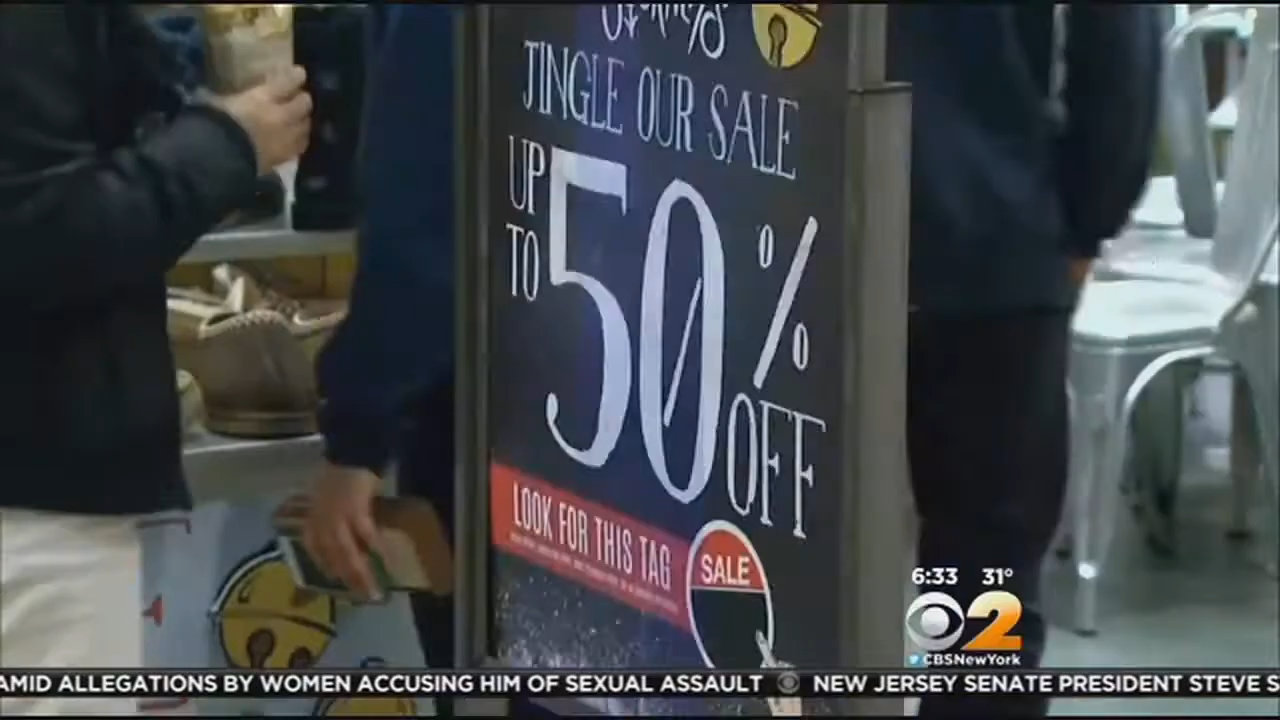 JINGLE OUR SALE
UP
TO
50%
OFF
LOOK FOR THIS TAG
SALE
6:33 31°
2
CBSNewYork
AMID ALLEGATIONS BY WOMEN ACCUSING HIM OF SEXUAL ASSAULT NEW JERSEY SENATE PRESIDENT STEVE S